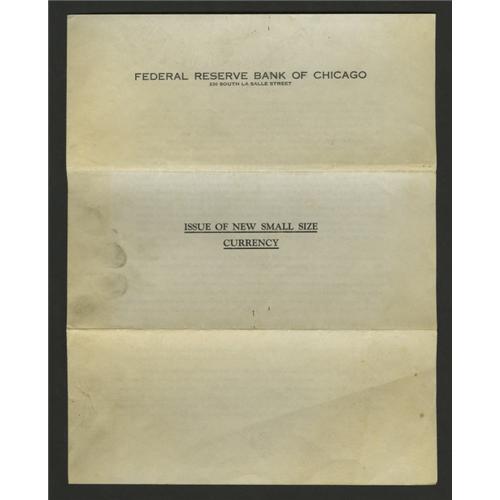 FEDERAL RESERVE BANK OF CHICAGO
230 SOUTH LA SALLE STREET
ISSUE OF NEW SMALL SIZE
CURRENCY